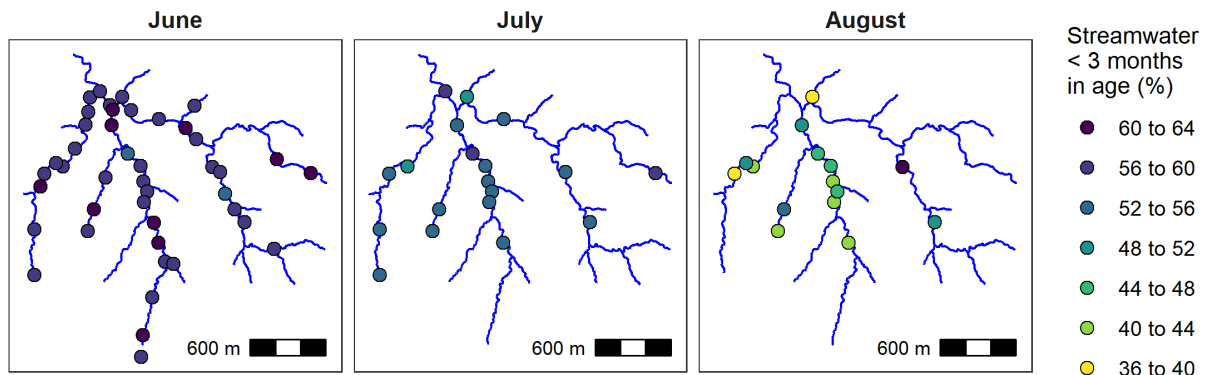 June
July
August
600 m
600 m
600 m
Streamwater
< 3 months
in age (%)
60 to 64
56 to 60
52 to 56
48 to 52
44 to 48
40 to 44
36 to 40